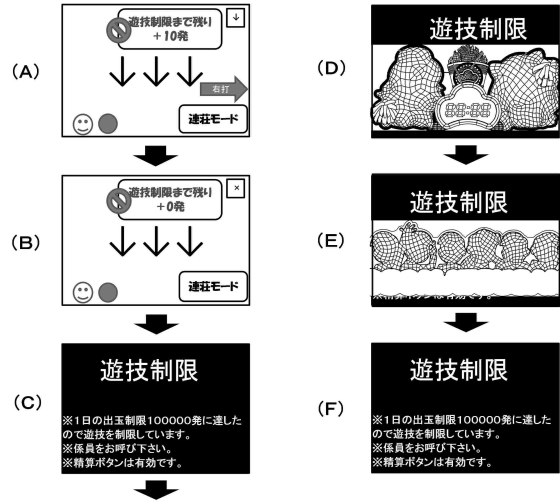 (A)
遊技制限まで残り
+10発
↓
右打
連荘モード
(B)
遊技制限まで残り
+0発
×
連荘モード
(C)
遊技制限
※1日の出玉制限100000発に達した
ので遊技を制限しています。
※係員をお呼び下さい。
※精算ボタンは有効です。
(D)
遊技制限
88:88
(E)
遊技制限
※精算ボタンは有効です。
(F)
遊技制限
※1日の出玉制限100000発に達した
ので遊技を制限しています。
※係員をお呼び下さい。
※精算ボタンは有効です。